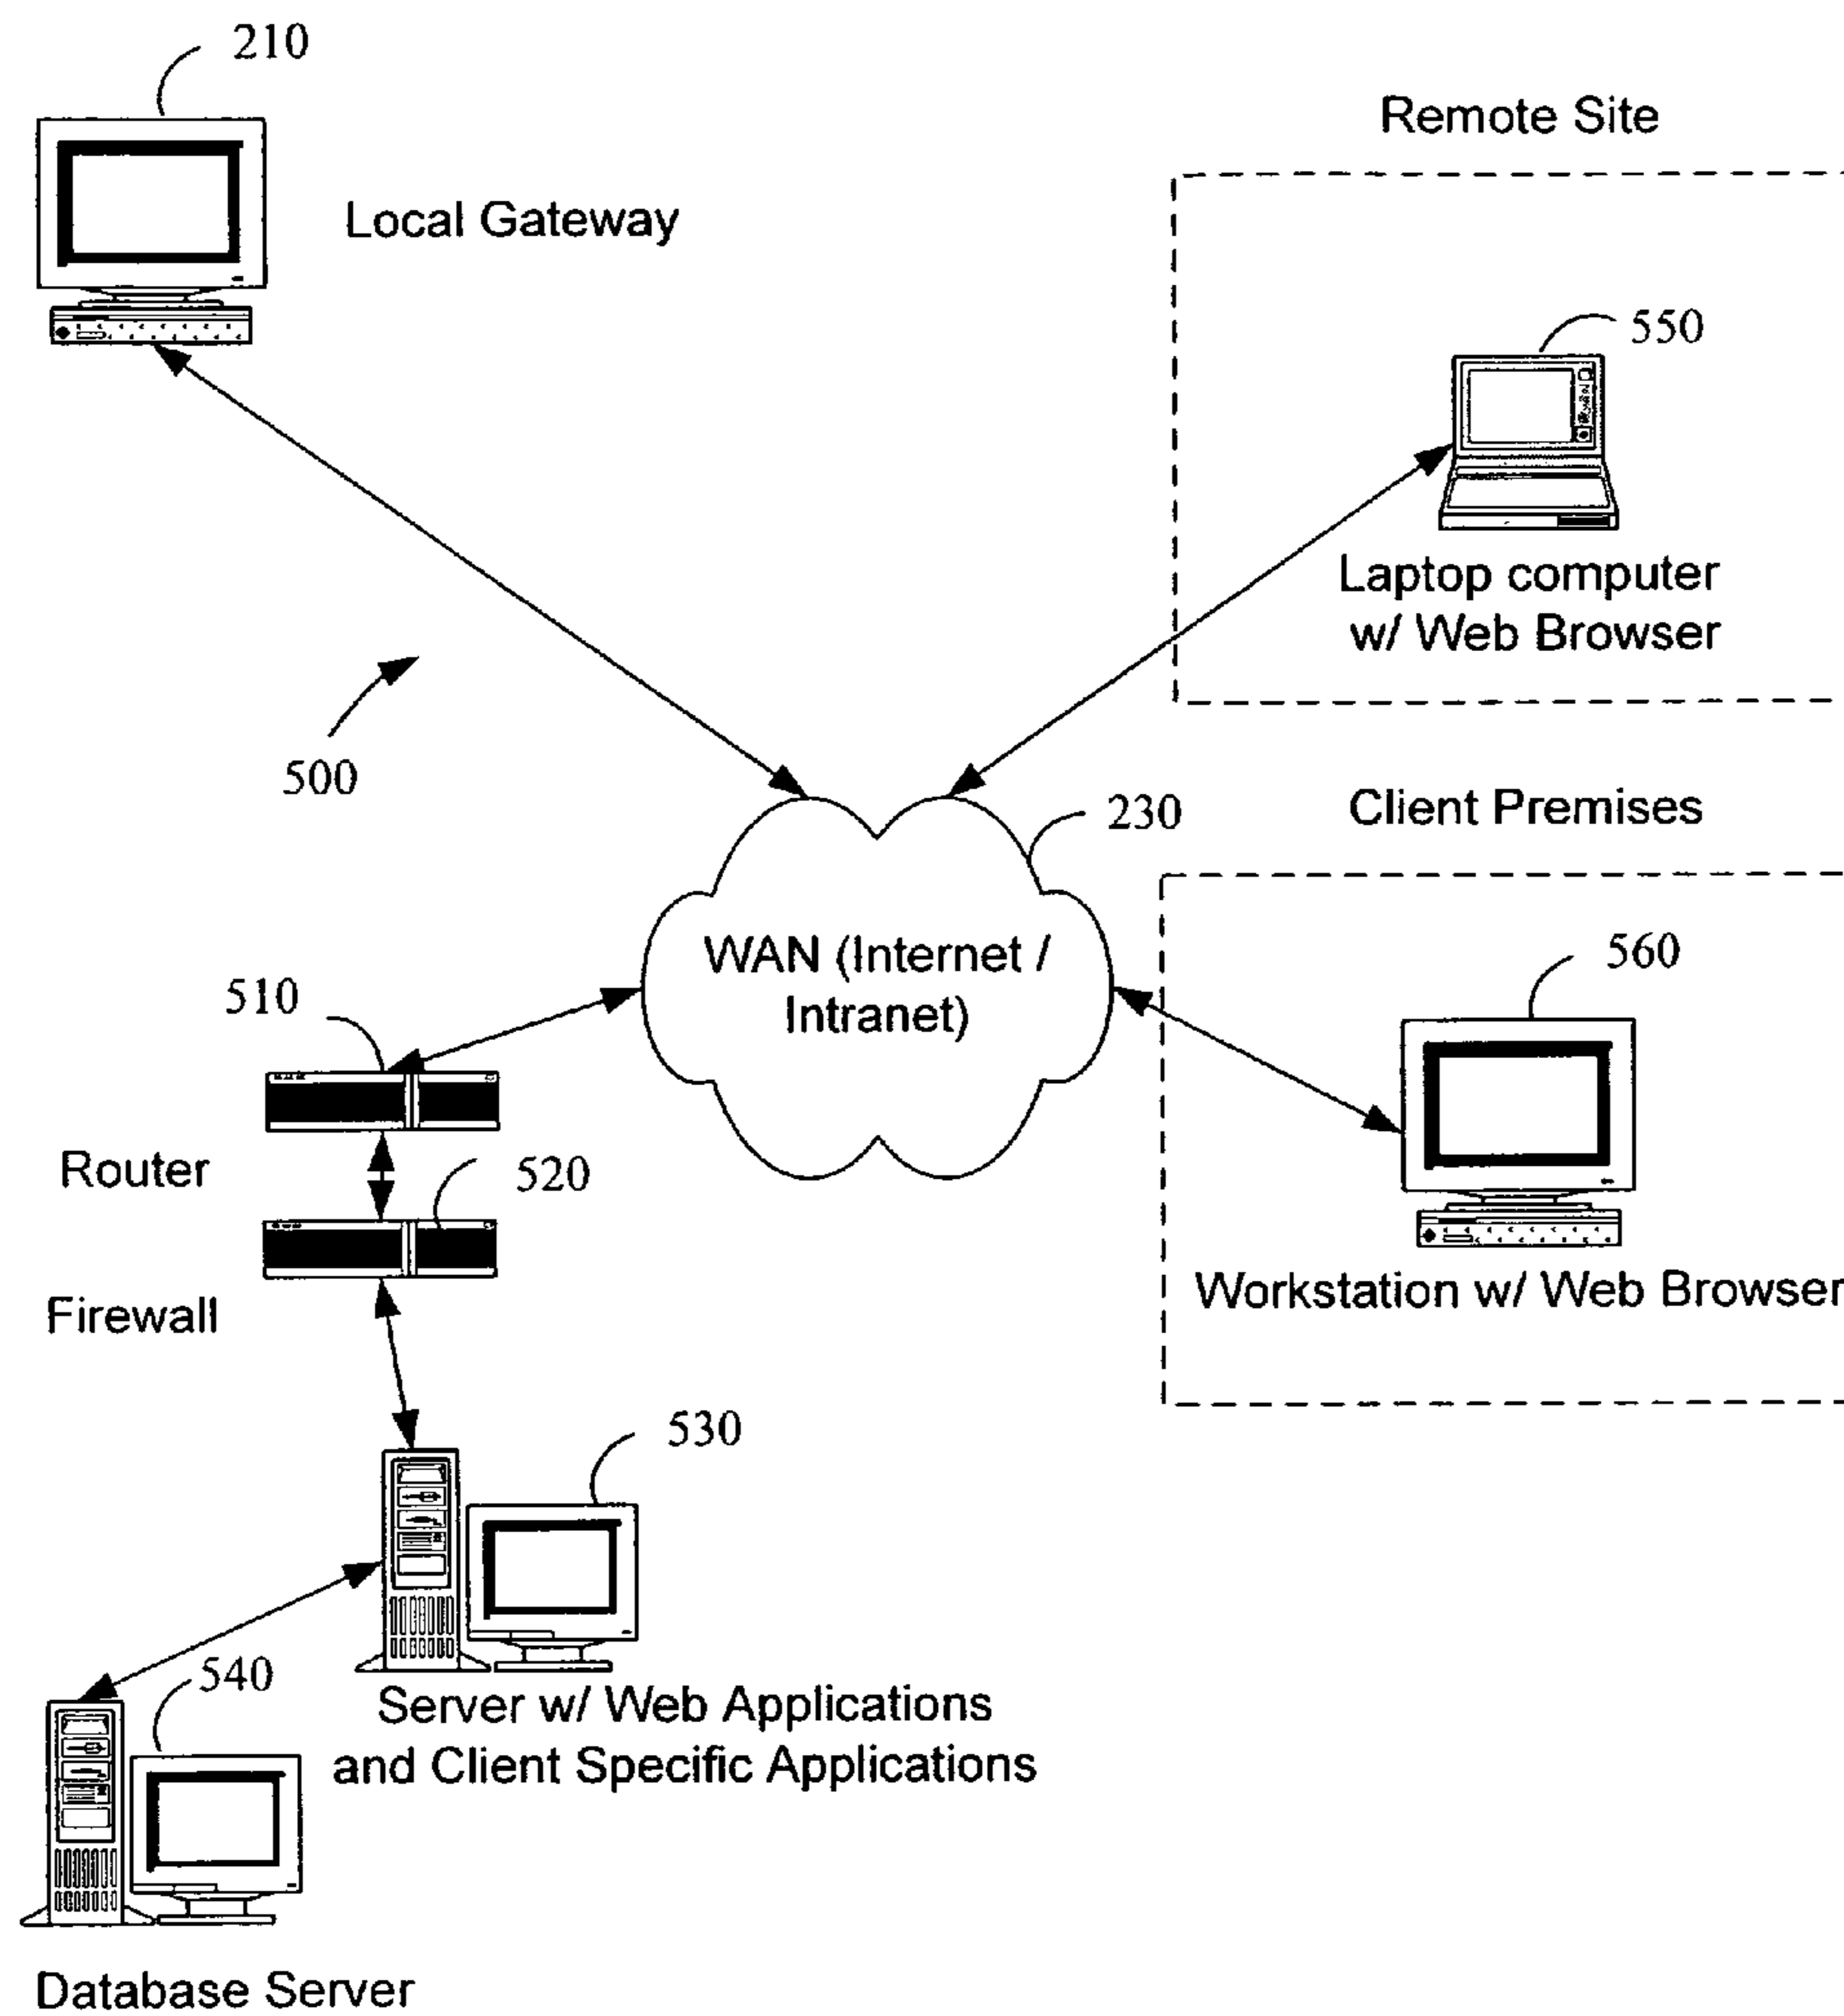 210
Remote Site
Local Gateway
550
Laptop computer
w/ Web Browser
500
230
Client Premises
WAN (Internet /
Intranet)
560
510
Router
520
Workstation w/ Web Browser
Firewall
530
540
Server w/ Web Applications
and Client Specific Applications
Database Server